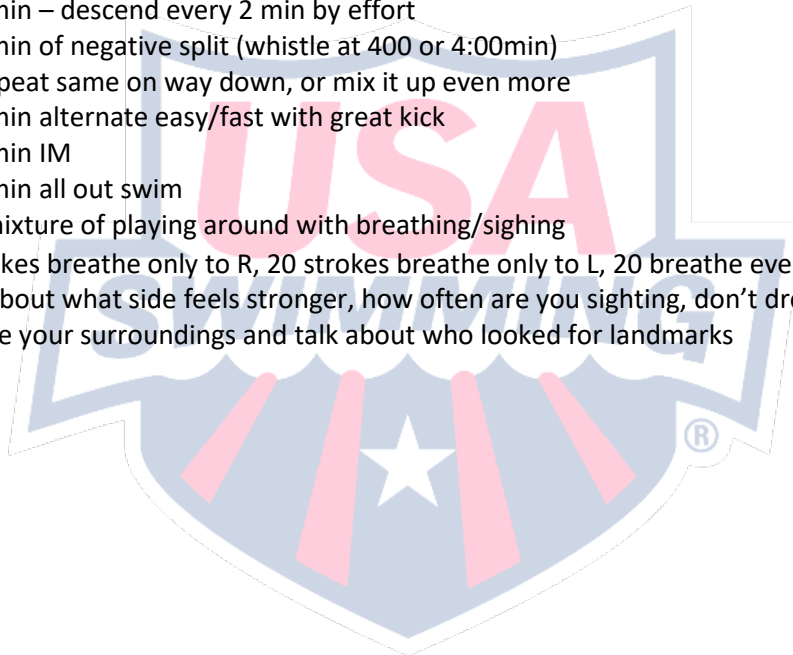 min – descend every 2 min by effort
min of negative split (whistle at 400 or 4:00min)
peat same on way down, or mix it up even more
min alternate easy/fast with great kick
min IM
min all out swim
mixture of playing around with breathing/sighing
kes breathe only to R, 20 strokes breathe only to L, 20 breathe eve
about what side feels stronger, how often are you sighting, don’t dro
e your surroundings and talk about who looked for landmarks
USA
SWIMMING
®